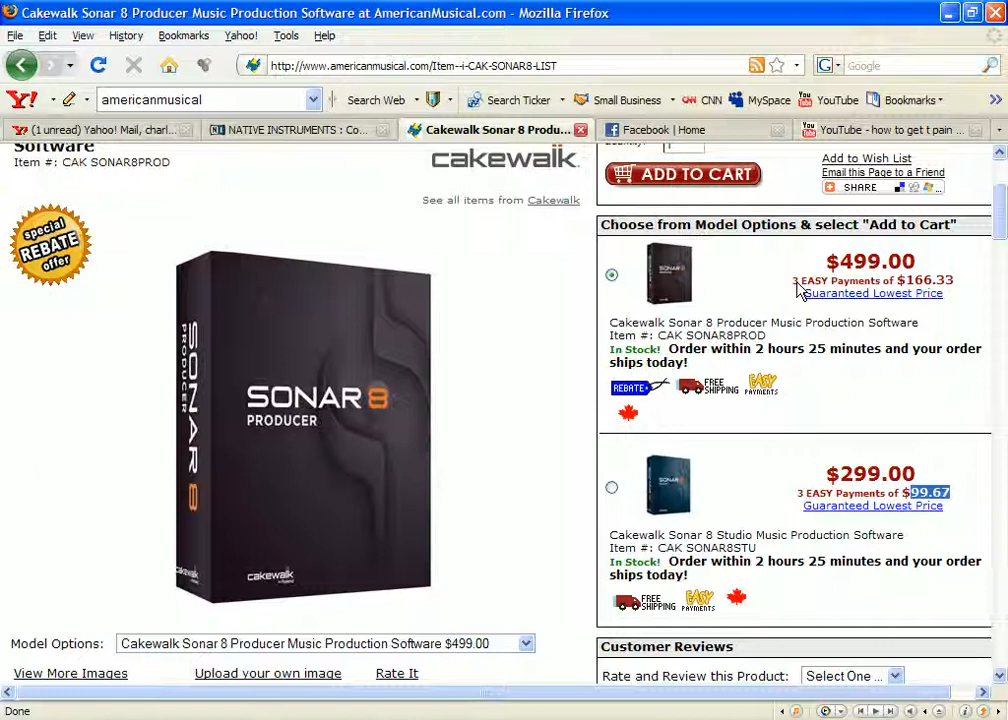 Cakewalk Sonar 8 Producer Music Production Software at AmericanMusical.com - Mozilla Firefox
File Edit View History Bookmarks Yahoo! Tools Help
http://www.americanmusical.com/Item--i-CAK-SONAR8-LIST
Google
americanmusical
Search Web
Search Ticker
Small Business
CNN
MySpace
YouTube
Bookmarks
(1 unread) Yahoo! Mail, charl...
NATIVE INSTRUMENTS : Co...
Cakewalk Sonar 8 Produ...
Facebook | Home
YouTube - how to get t pain ...
Software
Item #: CAK SONAR8PROD
cakewalk
See all items from Cakewalk
special
REBATE
offer
SONAR 8
PRODUCER
SONAR 8
PRODUCER
cakewalk
Model Options:
Cakewalk Sonar 8 Producer Music Production Software $499.00
View More Images
Upload your own image
Rate It
1
ADD TO CART
Add to Wish List
Email this Page to a Friend
SHARE
Choose from Model Options & select "Add to Cart"
$499.00
3 EASY Payments of $166.33
Guaranteed Lowest Price
Cakewalk Sonar 8 Producer Music Production Software
Item #: CAK SONAR8PROD
In Stock! Order within 2 hours 25 minutes and your order
ships today!
REBATE
FREE SHIPPING
EASY PAYMENTS
$299.00
3 EASY Payments of $99.67
Guaranteed Lowest Price
Cakewalk Sonar 8 Studio Music Production Software
Item #: CAK SONAR8STU
In Stock! Order within 2 hours 25 minutes and your order
ships today!
FREE SHIPPING
EASY PAYMENTS
Customer Reviews
Rate and Review this Product:
Select One ...
Done